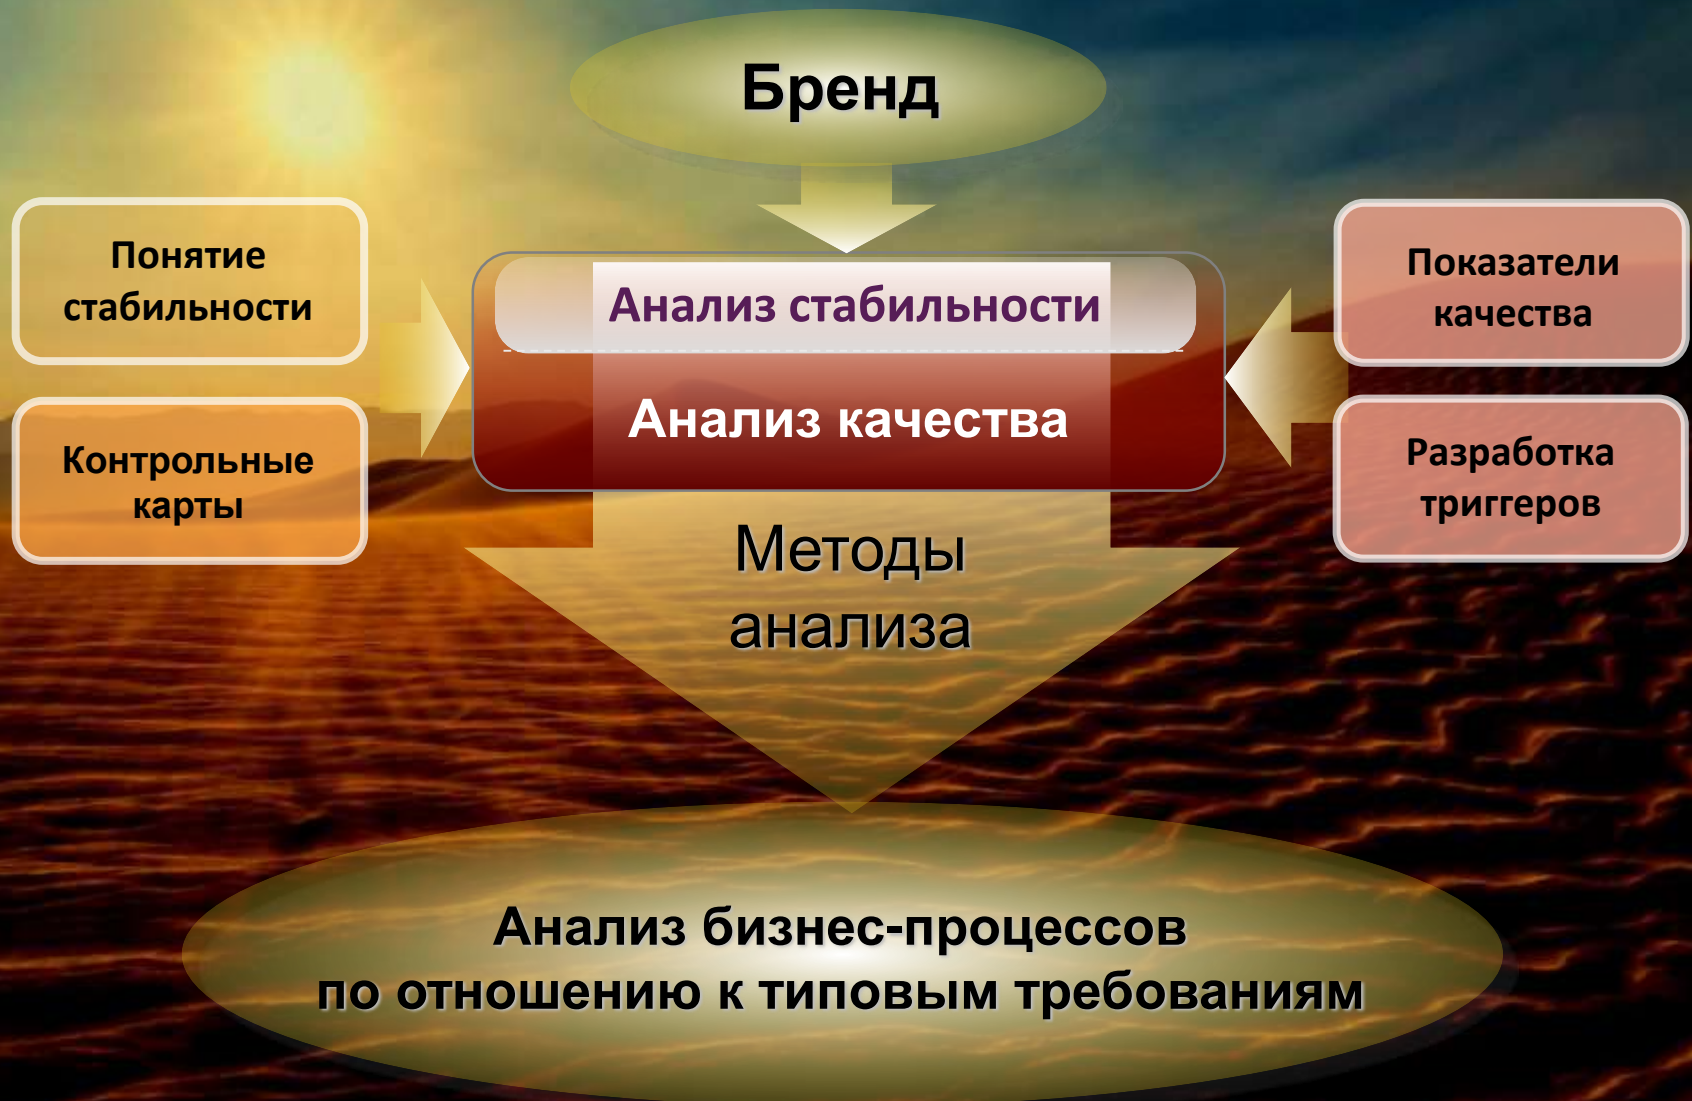 Бренд
Понятие
стабильности
Контрольные
карты
Анализ стабильности
Анализ качества
Показатели
качества
Разработка
триггеров
Методы
анализа
Анализ бизнес-процессов
по отношению к типовым требованиям